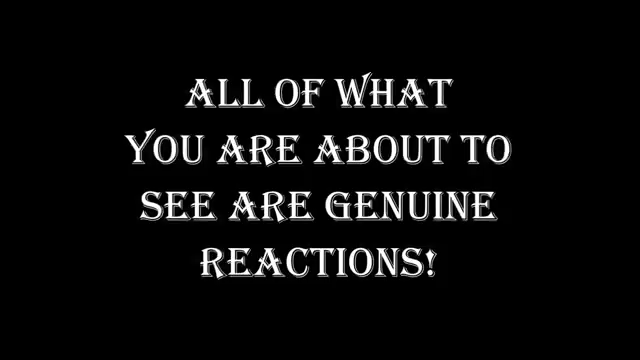 ALL OF WHAT
YOU ARE ABOUT TO
SEE ARE GENUINE
REACTIONS!